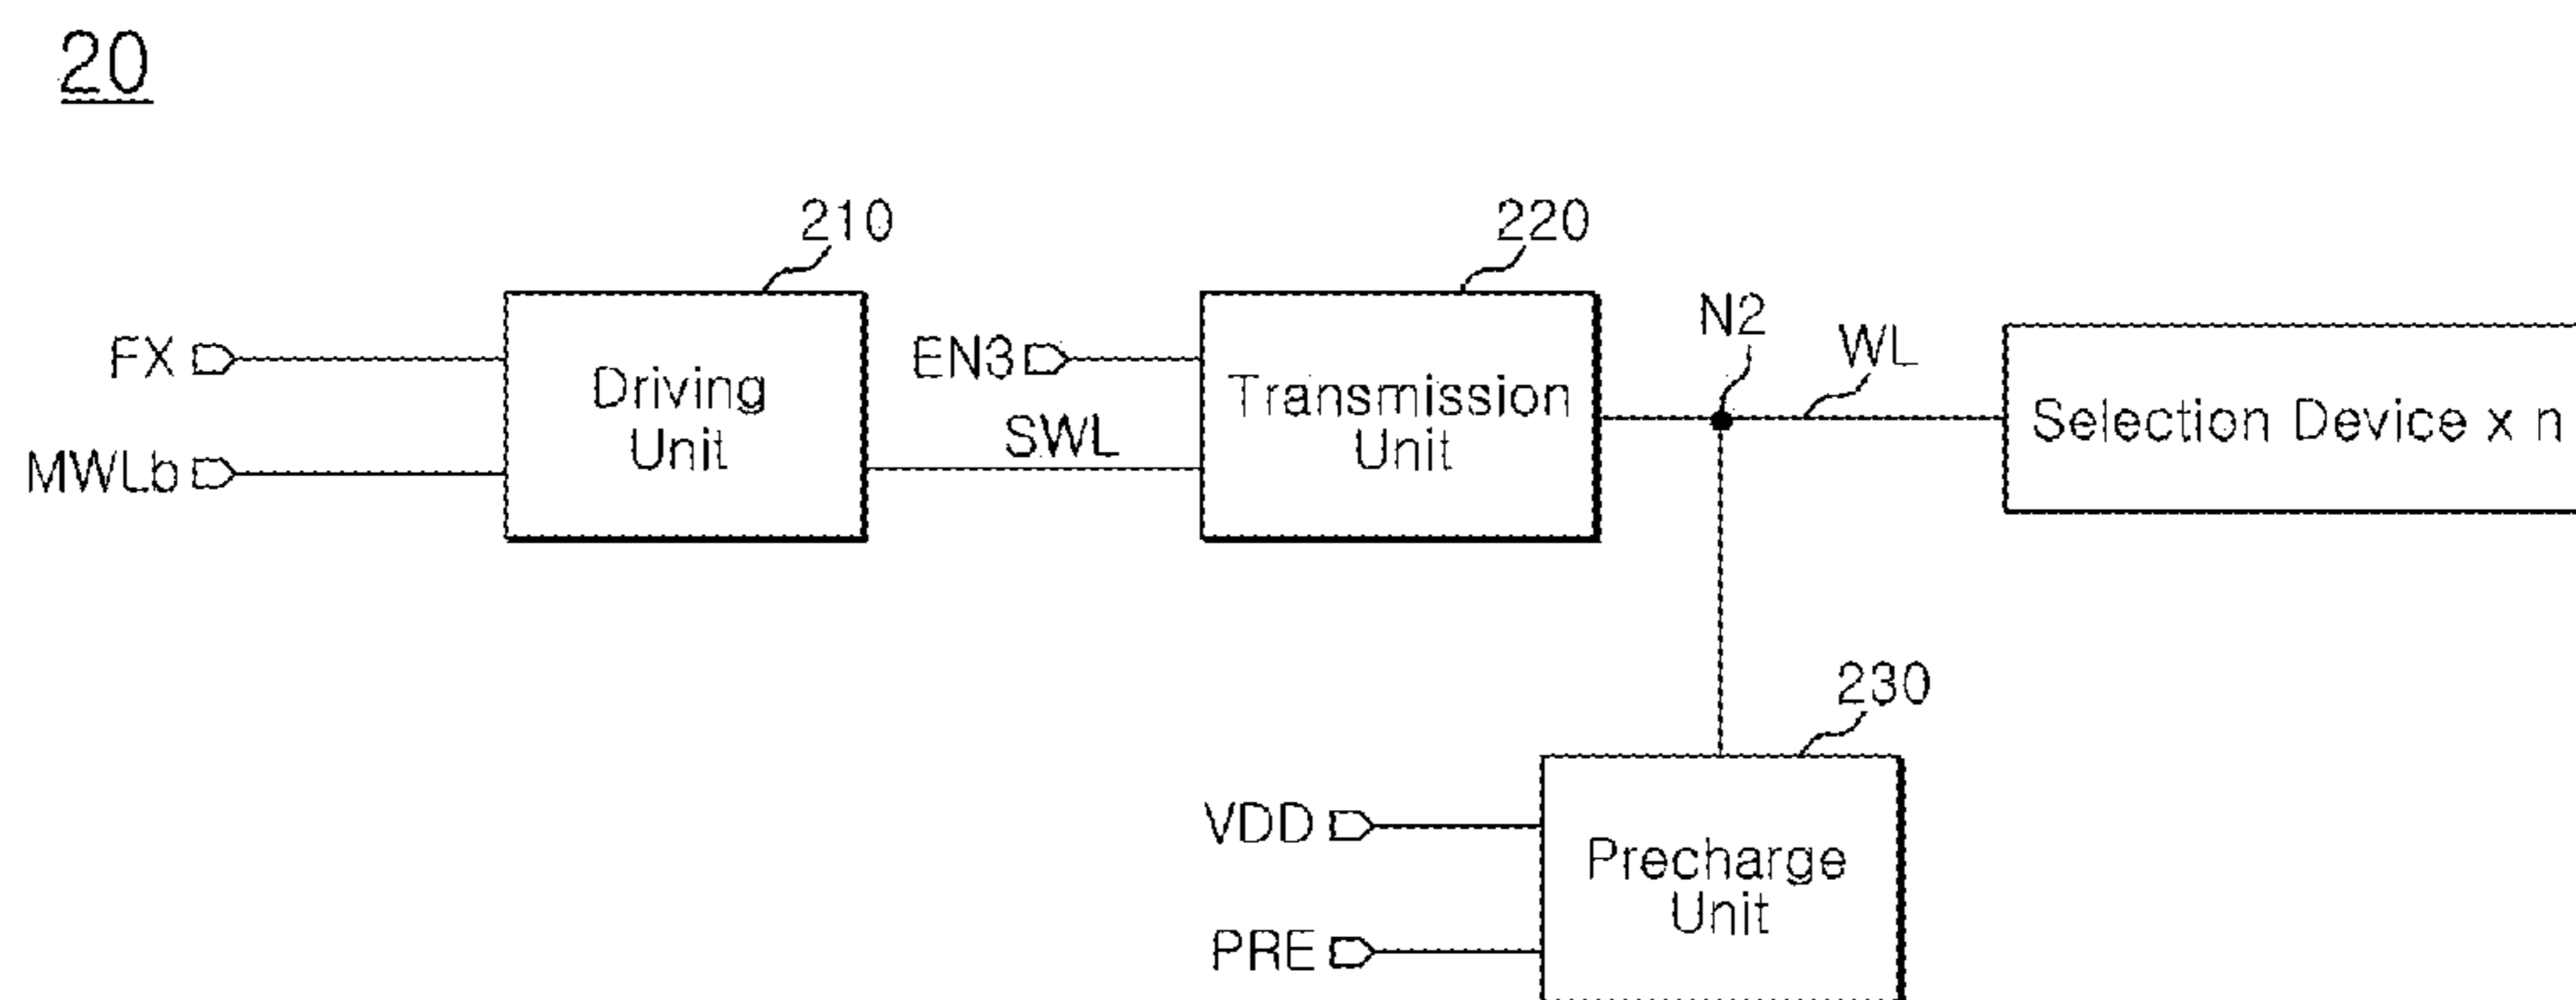 20
210
220
FX
EN3
N2
WL
Driving
Unit
Transmission
Unit
Selection Device x n
MWLb
SWL
230
VDD
Precharge
Unit
PRE